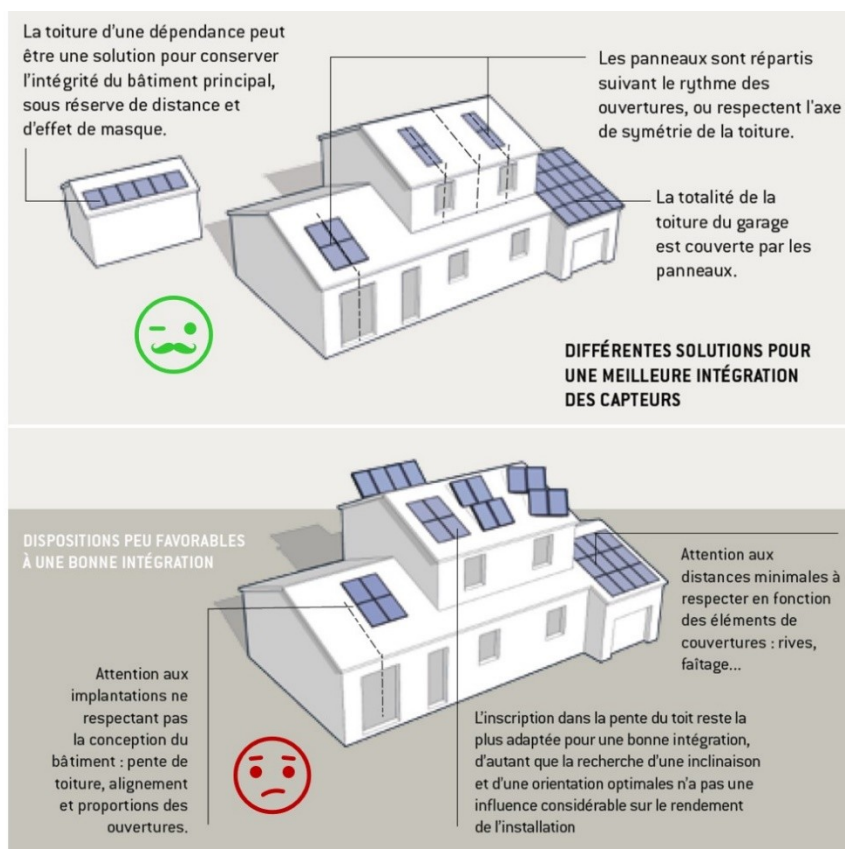 La toiture d'une dépendance peut
être une solution pour conserver
l'intégrité du bâtiment principal,
sous réserve de distance et
d'effet de masque.
Les panneaux sont répartis
suivant le rythme des
ouvertures, ou respectent l'axe
de symétrie de la toiture.
La totalité de la
toiture du garage
est couverte par les
panneaux.
DIFFÉRENTES SOLUTIONS POUR
UNE MEILLEURE INTÉGRATION
DES CAPTEURS
DISPOSITIONS PEU FAVORABLES
À UNE BONNE INTÉGRATION
Attention aux
distances minimales à
respecter en fonction
des éléments de
couvertures : rives,
faîtage...
Attention aux
implantations ne
respectant pas
la conception du
bâtiment : pente de
toiture, alignement
et proportions des
ouvertures.
L'inscription dans la pente du toit reste la
plus adaptée pour une bonne intégration,
d'autant que la recherche d'une inclinaison
et d'une orientation optimales n'a pas une
influence considérable sur le rendement
de l'installation